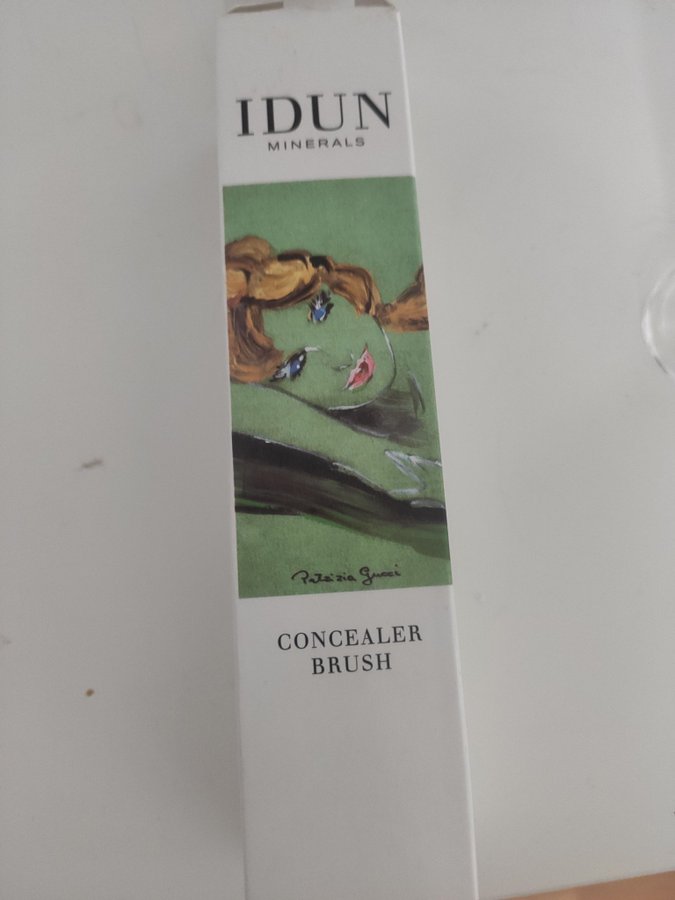 IDUN
MINERALS
Patrizia Gucci
CONCEALER
BRUSH